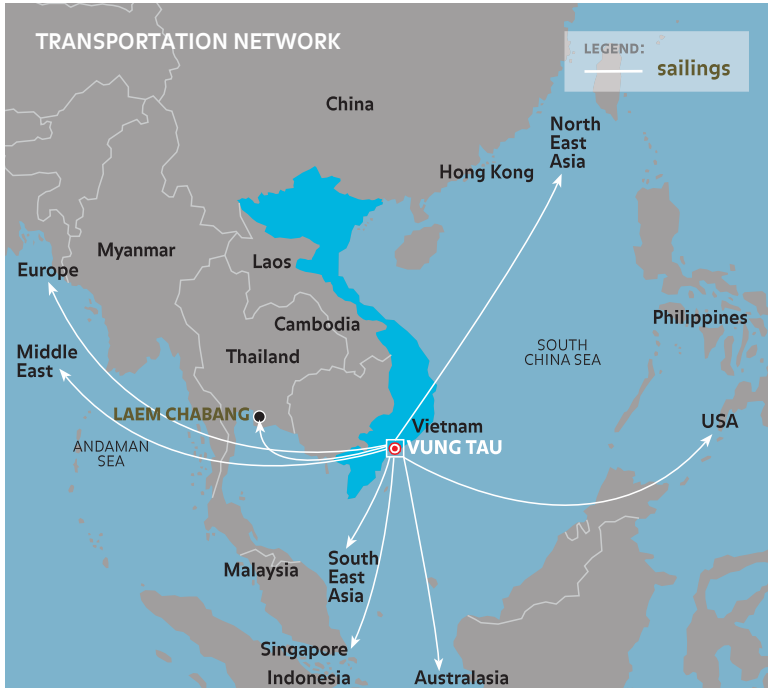 TRANSPORTATION NETWORK
LEGEND:
sailings
China
North
East
Asia
Hong Kong
Myanmar
Laos
Europe
Cambodia
Philippines
Middle
East
Thailand
SOUTH
CHINA SEA
LAEM CHABANG
USA
Vietnam
ANDAMAN
SEA
VUNG TAU
South
East
Asia
Malaysia
Singapore
Indonesia
Australasia